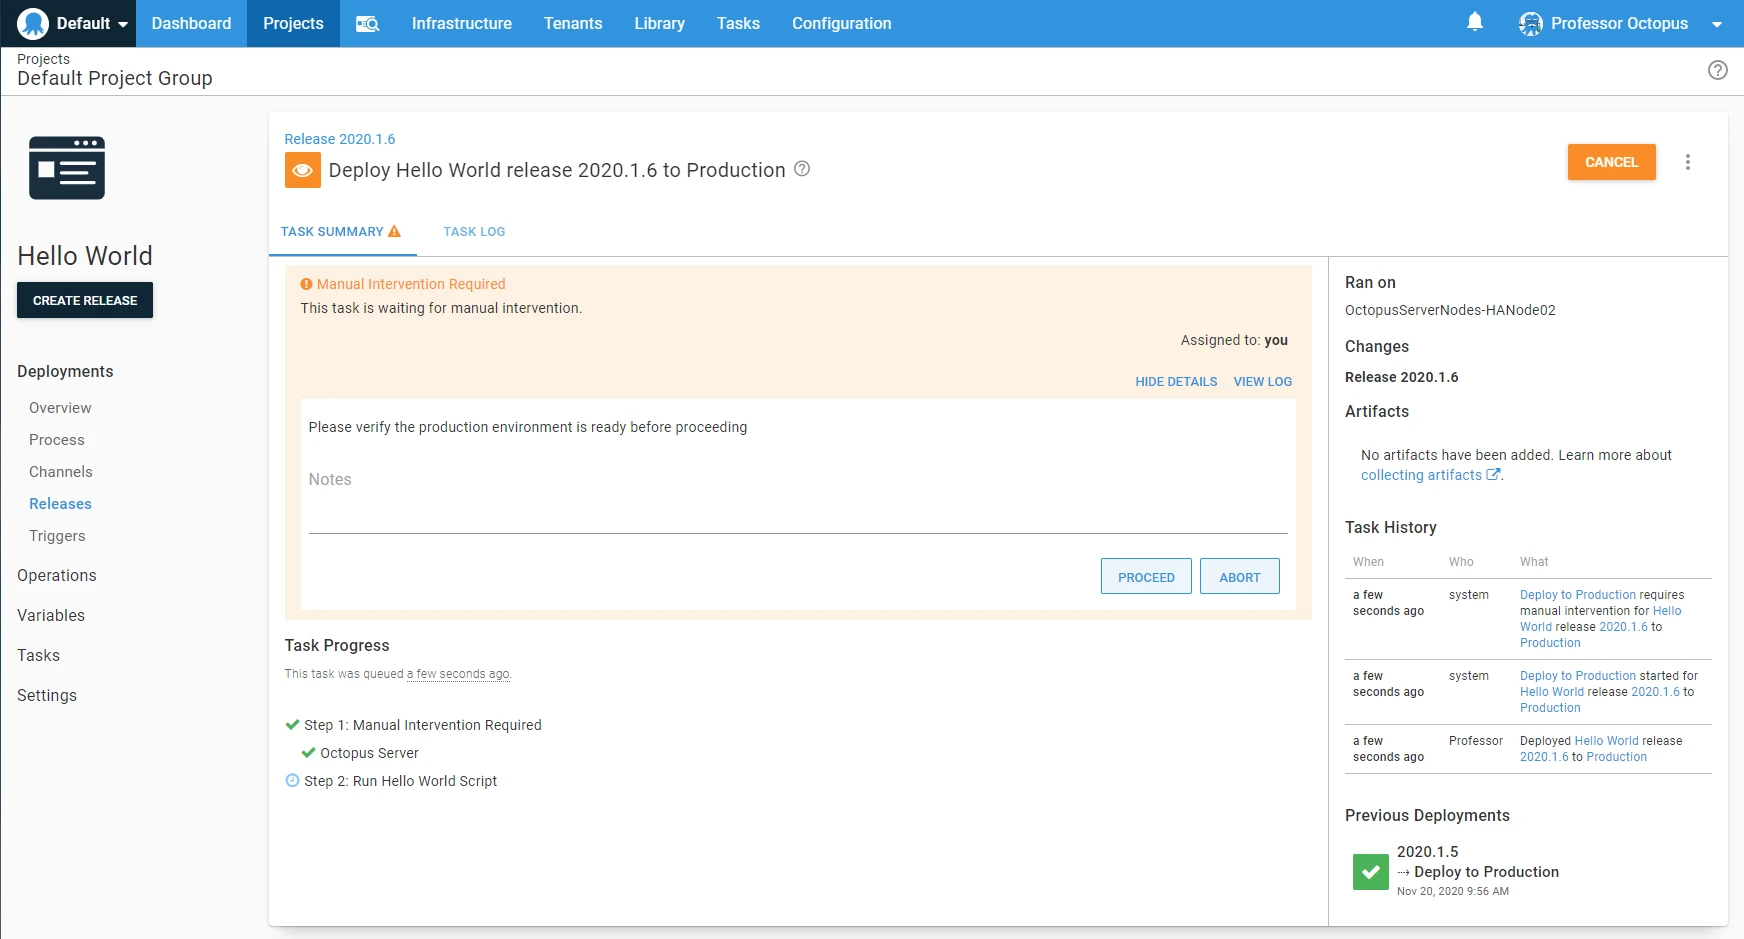 Default
Dashboard
Projects
Infrastructure
Tenants
Library
Tasks
Configuration
Professor Octopus
Projects
Default Project Group
Hello World
CREATE RELEASE
Deployments
Overview
Process
Channels
Releases
Triggers
Operations
Variables
Tasks
Settings
Release 2020.1.6
Deploy Hello World release 2020.1.6 to Production
CANCEL
TASK SUMMARY
TASK LOG
Manual Intervention Required
This task is waiting for manual intervention.
Assigned to: you
HIDE DETAILS
VIEW LOG
Please verify the production environment is ready before proceeding
Notes
PROCEED
ABORT
Task Progress
This task was queued a few seconds ago.
Step 1: Manual Intervention Required
Octopus Server
Step 2: Run Hello World Script
Ran on
OctopusServerNodes-HANode02
Changes
Release 2020.1.6
Artifacts
No artifacts have been added. Learn more about
collecting artifacts.
Task History
When Who What
a few seconds ago
system
Deploy to Production requires
manual intervention for Hello
World release 2020.1.6 to
Production
a few seconds ago
system
Deploy to Production started for
Hello World release 2020.1.6 to
Production
a few seconds ago
Professor
Deployed Hello World release
2020.1.6 to Production
Previous Deployments
2020.1.5
⇢ Deploy to Production
Nov 20, 2020 9:56 AM